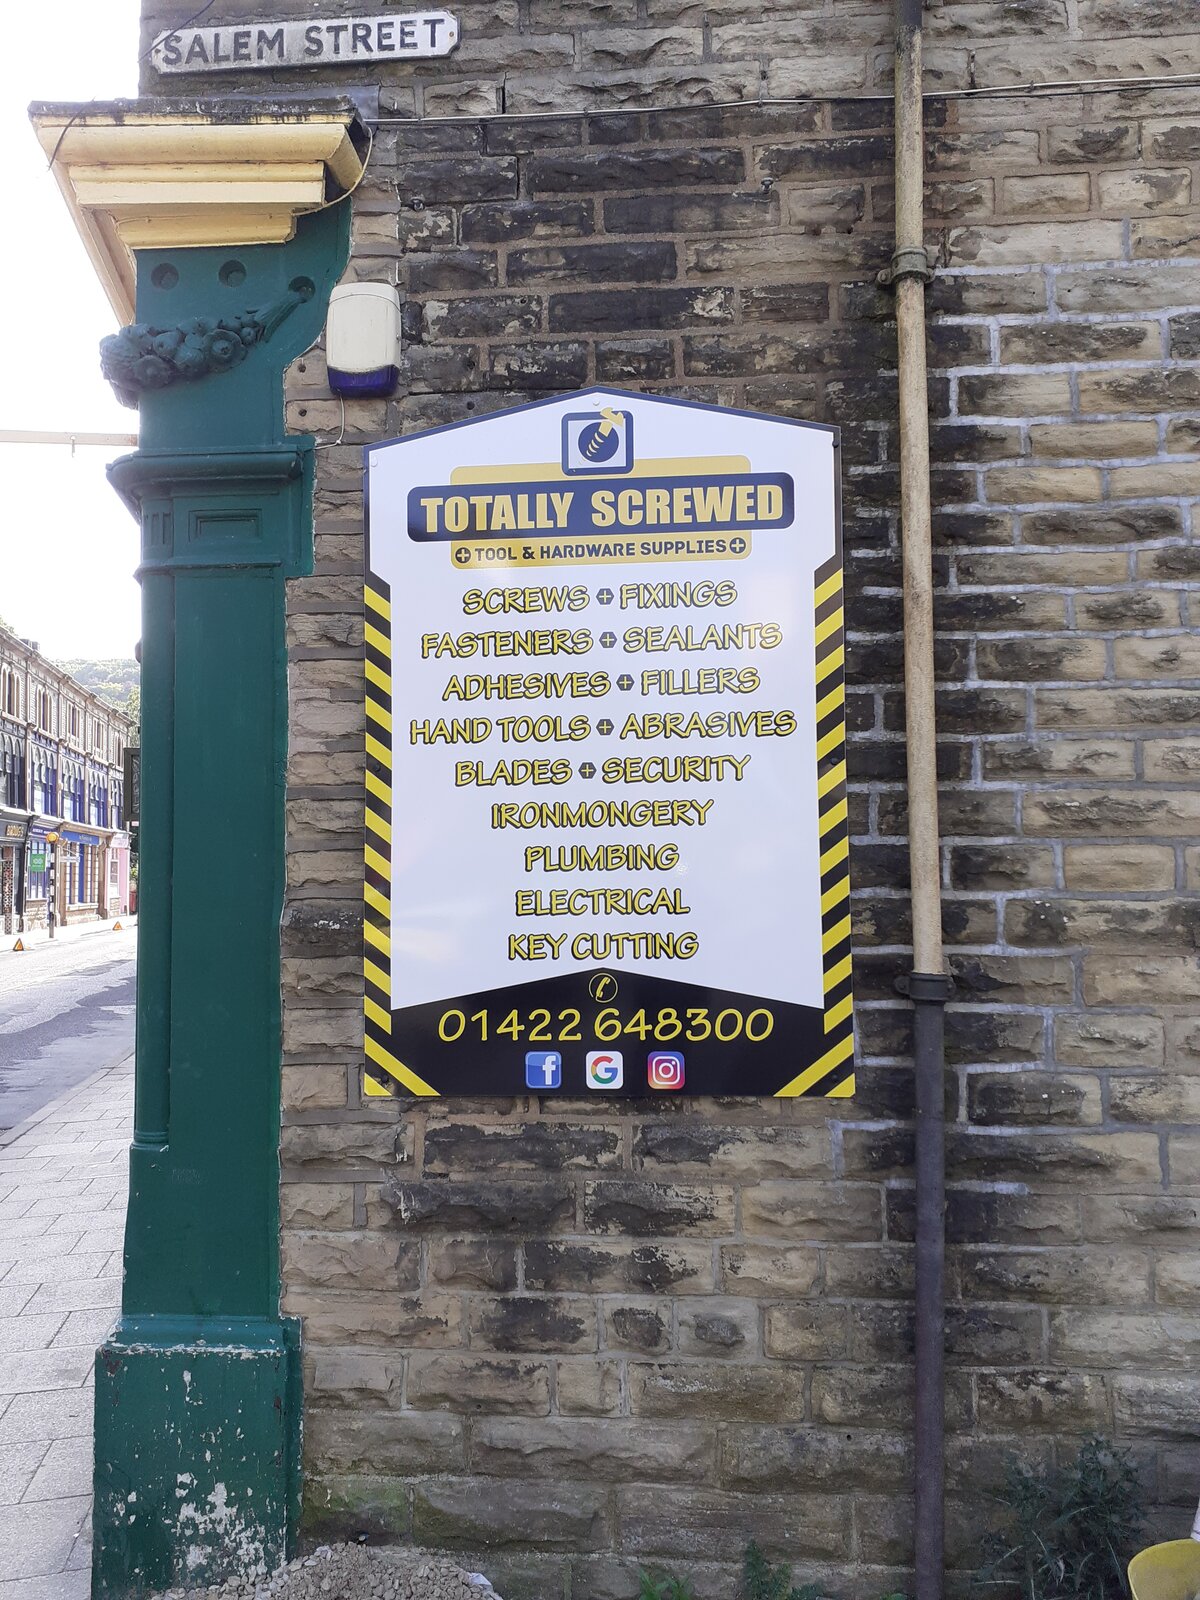 SALEM STREET
TOTALLY SCREWED
TOOL & HARDWARE SUPPLIES
SCREWS + FIXINGS
FASTENERS + SEALANTS
ADHESIVES + FILLERS
HAND TOOLS + ABRASIVES
BLADES + SECURITY
IRONMONGERY
PLUMBING
ELECTRICAL
KEY CUTTING
01422 648300